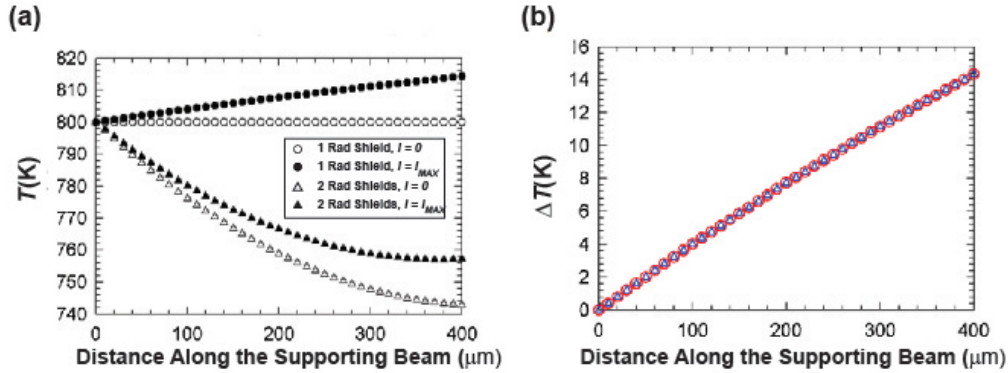 (a)
(b)
T(K)
820
810
800
790
780
770
760
750
740
1 Rad Shield, I = 0
1 Rad Shield, I = I_MAX
2 Rad Shields, I = 0
2 Rad Shields, I = I_MAX
0 100 200 300 400
Distance Along the Supporting Beam (μm)
ΔT(K)
16
14
12
10
8
6
4
2
0
0 100 200 300 400
Distance Along the Supporting Beam (μm)